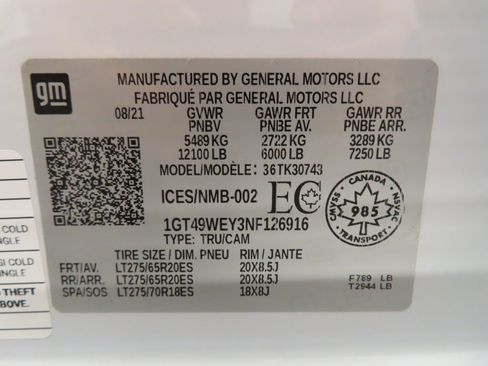 gm
MANUFACTURED BY GENERAL MOTORS LLC
FABRIQUÉ PAR GENERAL MOTORS LLC
08/21 GVWR GAWR FRT GAWR RR
PNBV PNBE AV. PNBE ARR.
5489 KG 2722 KG 3289 KG
12100 LB 6000 LB 7250 LB
MODEL/MODÈLE: 36TK30743
ICES/NMB-002 EC
CANADA
CMVSS 985 NSVAC
TRANSPORT
1GT49WEY3NF126916
TYPE: TRU/CAM
TIRE SIZE / DIM. PNEU RIM / JANTE
FRT/AV. LT275/65R20ES 20X8.5J
RR/ARR. LT275/65R20ES 20X8.5J F789 LB
SPA/SOS LT275/70R18ES 18X8J T2944 LB
COLD
NGLE
SI COLD
INGLE
THEFT
ABOVE.